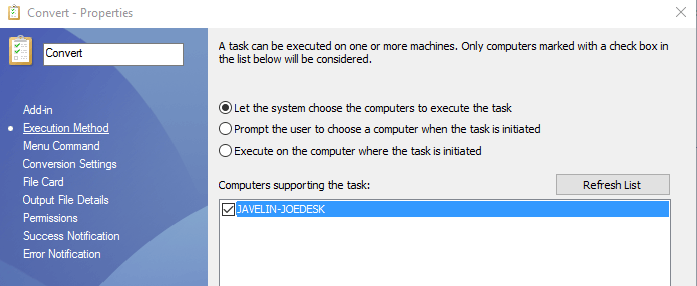 Convert - Properties
Convert
A task can be executed on one or more machines. Only computers marked with a check box in
the list below will be considered.
Add-in
Execution Method
Menu Command
Conversion Settings
File Card
Output File Details
Permissions
Success Notification
Error Notification
Let the system choose the computers to execute the task
Prompt the user to choose a computer when the task is initiated
Execute on the computer where the task is initiated
Computers supporting the task:
Refresh List
JAVELIN-JOEDESK